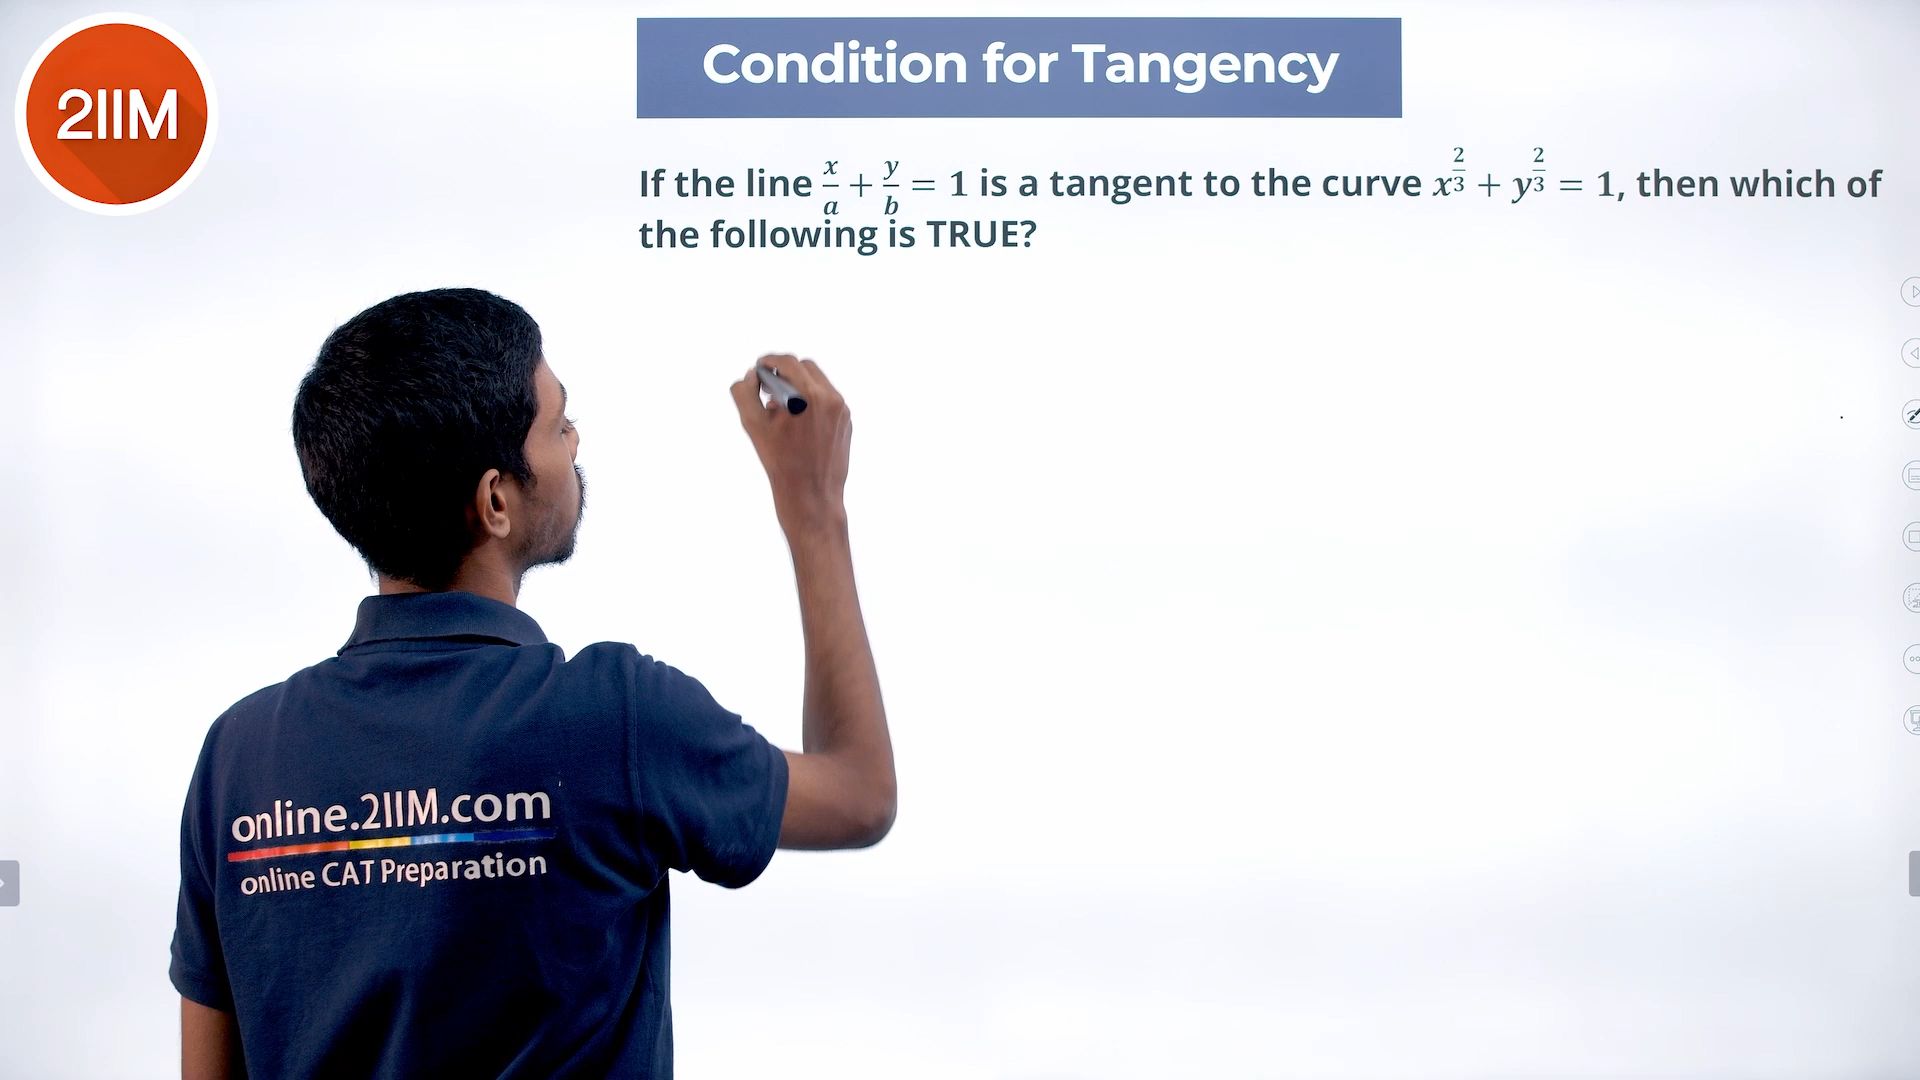 2IIM
Condition for Tangency
If the line x/a + y/b = 1 is a tangent to the curve x^(2/3) + y^(2/3) = 1, then which of
the following is TRUE?
online.2IIM.com
online CAT Preparation